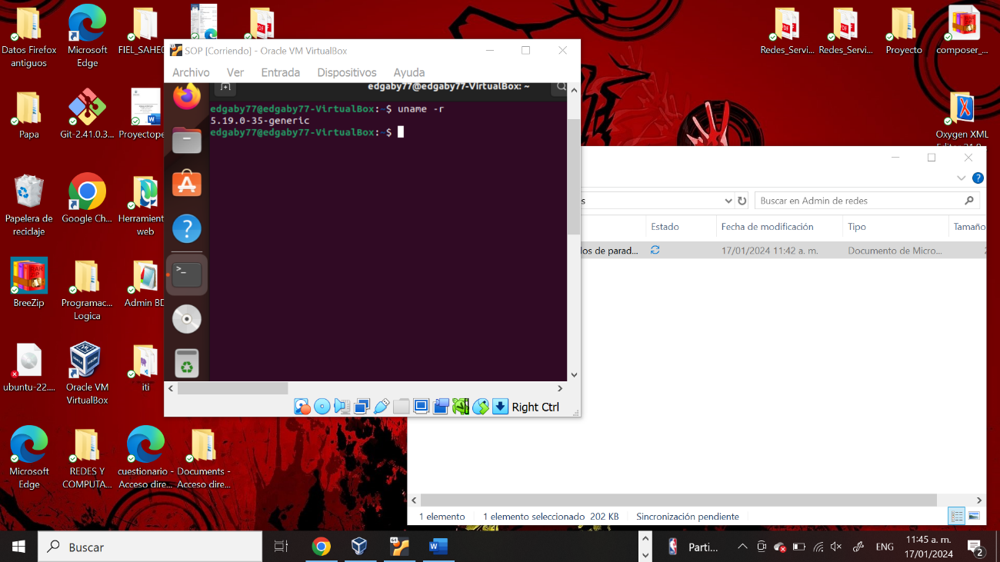 Datos Firefox
antiguos
Microsoft
Edge
FIEL_SAHE0
Redes_Servi...
Redes_Servi...
Proyecto
composer_...
SOP [Corriendo] - Oracle VM VirtualBox
Archivo Ver Entrada Dispositivos Ayuda
edgaby77@edgaby77-VirtualBox: ~
edgaby77@edgaby77-VirtualBox:~$ uname -r
5.19.0-35-generic
edgaby77@edgaby77-VirtualBox:~$
Papa
Git-2.41.0.3...
Proyectope
Oxygen XML
Papelera de
reciclaje
Google Ch...
Herramient
web
Buscar en Admin de redes
Estado
Fecha de modificación
Tipo
Tamaño
los de parad...
17/01/2024 11:42 a. m.
Documento de Micro...
BreeZip
Programac...
Logica
Admin BD
ubuntu-22....
Oracle VM
VirtualBox
iti
Right Ctrl
Microsoft
Edge
REDES Y
COMPUTA...
cuestionario -
Acceso dire...
Documents -
Acceso dire...
1 elemento
1 elemento seleccionado 202 KB
Sincronización pendiente
Buscar
64
Parti...
ENG
11:45 a. m.
17/01/2024
2